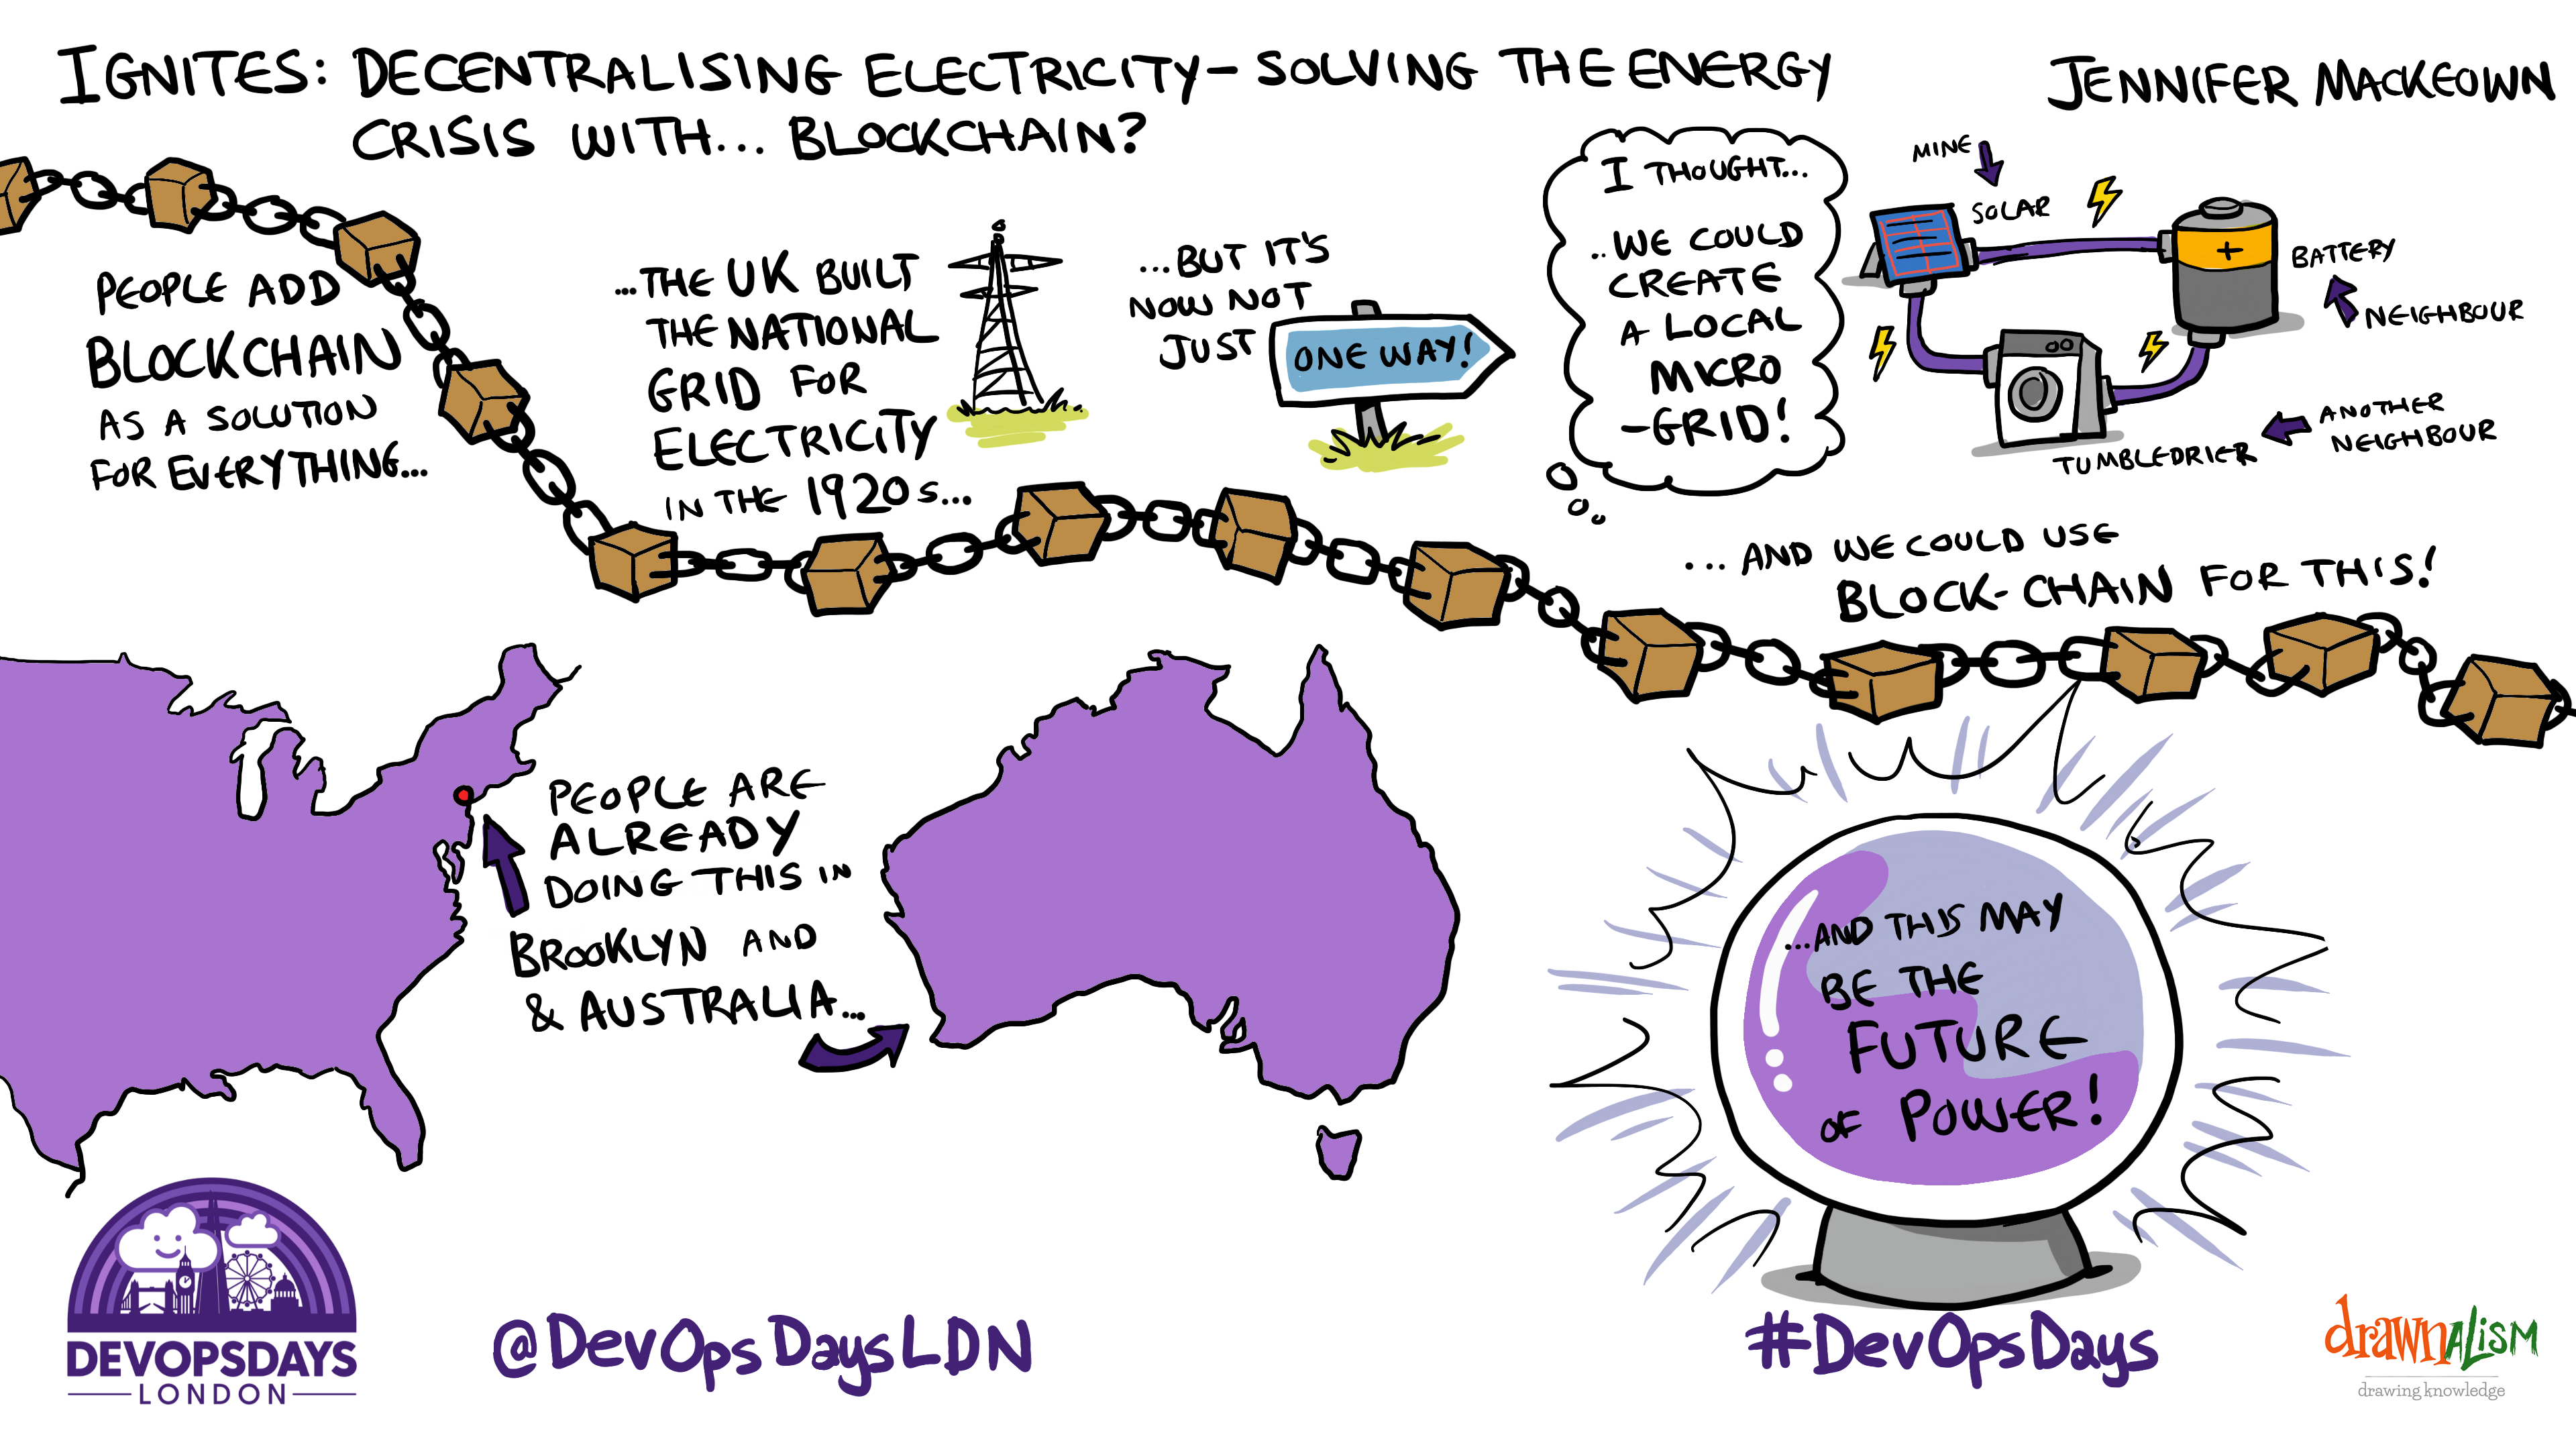 IGNITES: DECENTRALISING ELECTRICITY - SOLVING THE ENERGY
CRISIS WITH... BLOCKCHAIN?
JENNIFER MACKEOWN
PEOPLE ADD
BLOCKCHAIN
AS A SOLUTION
FOR EVERYTHING...
...THE UK BUILT
THE NATIONAL
GRID FOR
ELECTRICITY
IN THE 1920s...
...BUT IT'S
NOW NOT
JUST
ONE WAY!
I THOUGHT...
..WE COULD
CREATE
A LOCAL
MICRO
-GRID!
MINE
SOLAR
BATTERY
NEIGHBOUR
TUMBLEDRIER
ANOTHER
NEIGHBOUR
...AND WE COULD USE
BLOCK-CHAIN FOR THIS!
PEOPLE ARE
ALREADY
DOING THIS IN
BROOKLYN AND
& AUSTRALIA...
...AND THIS MAY
BE THE
FUTURE
OF POWER!
DEVOPSDAYS
LONDON
@DevOpsDaysLDN
#DevOpsDays
drawnalism
drawing knowledge